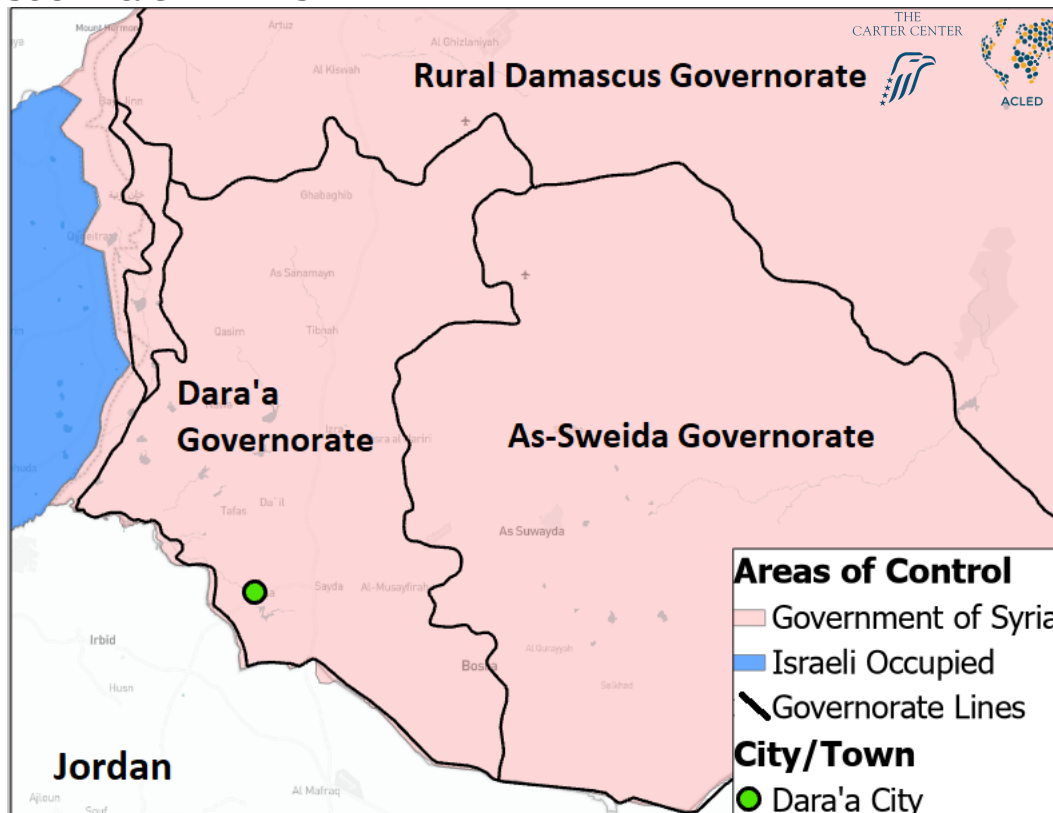 THE
CARTER CENTER
ACLED
Mount Hermon
Artuz
Al Ghizlaniyah
Al Kiswah
Rural Damascus Governorate
Ghabaghib
As Sanamayn
Qasim
Tibnah
Dara'a
Governorate
As-Sweida Governorate
Da`il
Tafas
As Suwayda
Sayda
Al-Musayfirah
Irbid
Husn
Al Qurayyah
Bosra
Salkhad
Jordan
Ajloun
Souf
Al Mafraq
Areas of Control
Government of Syria
Israeli Occupied
Governorate Lines
City/Town
Dara'a City